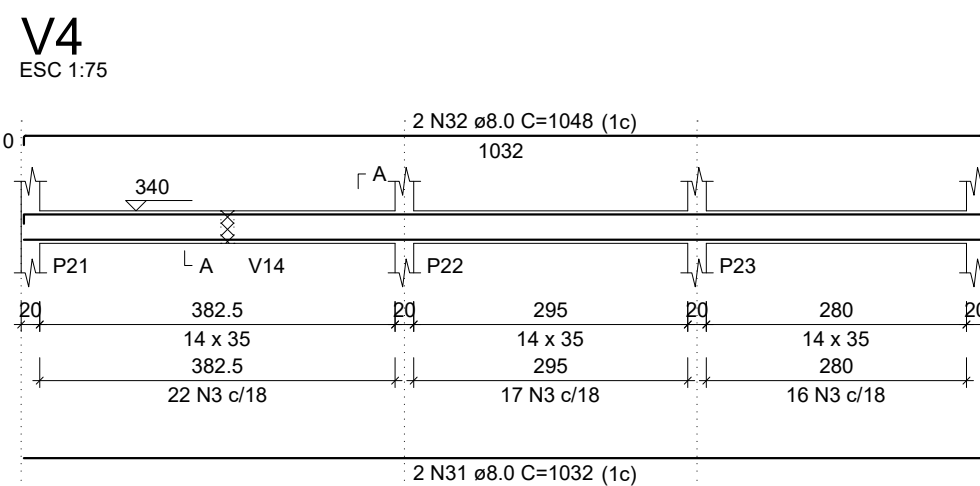 V4
ESC 1:75
2 N32 ø8.0 C=1048 (1c)
0
1032
A
340
P21
A
V14
P22
P23
20
382.5
20
295
20
280
20
14 x 35
14 x 35
14 x 35
382.5
295
280
22 N3 c/18
17 N3 c/18
16 N3 c/18
2 N31 ø8.0 C=1032 (1c)